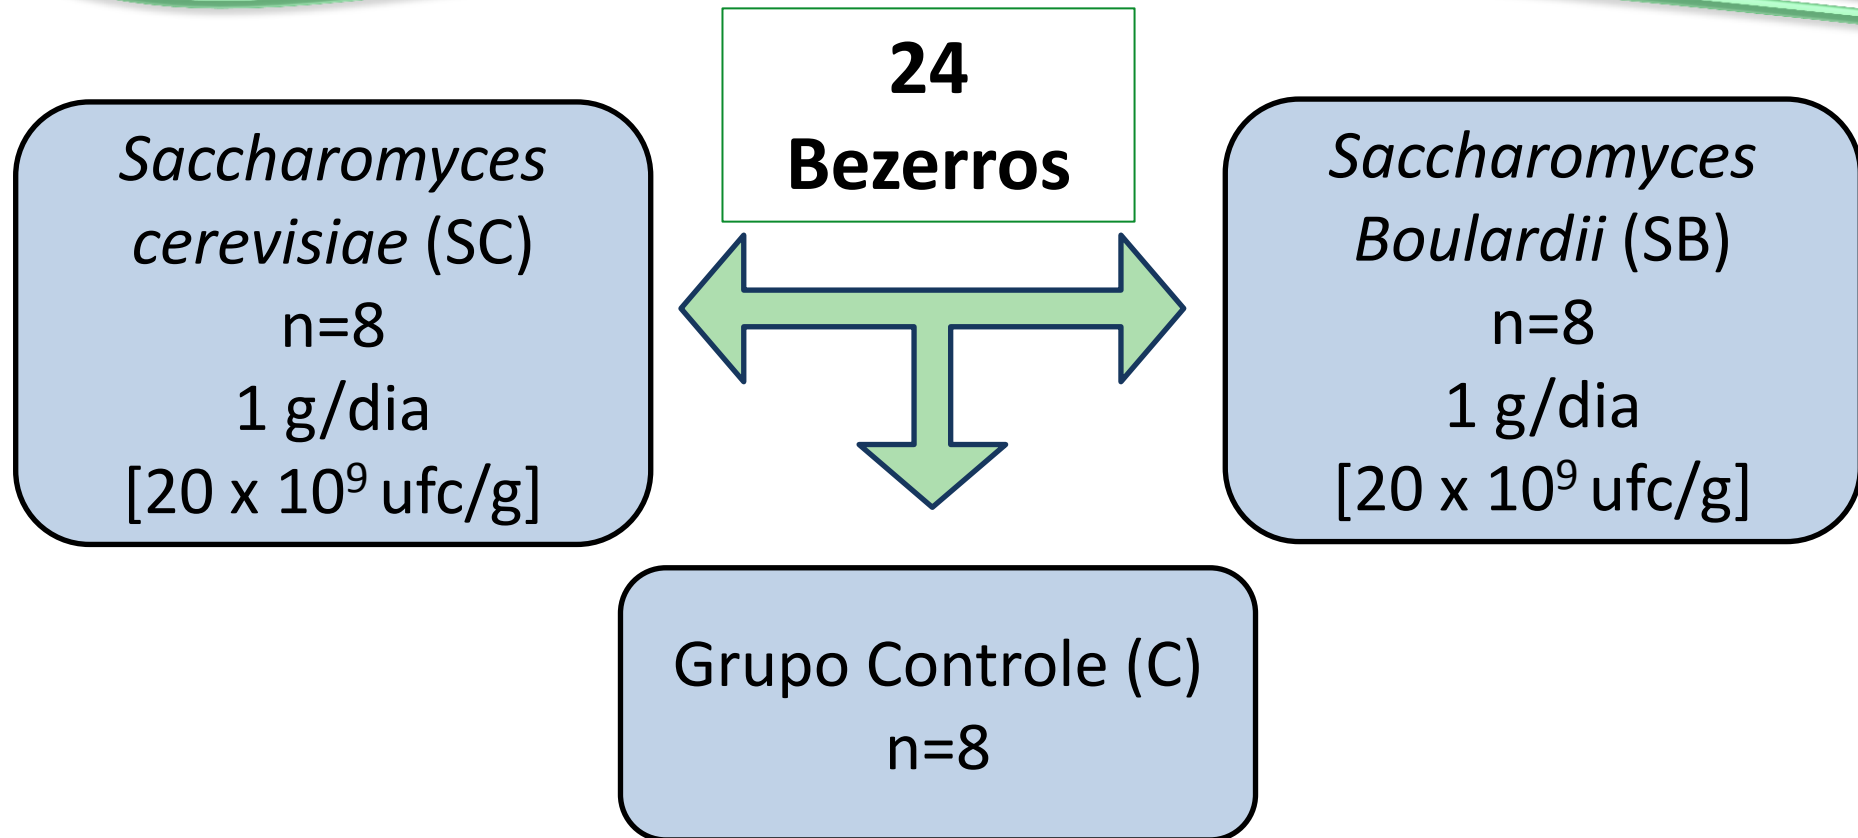 24
Bezerros
Saccharomyces
cerevisiae (SC)
n=8
1 g/dia
[20 x 10⁹ ufc/g]
Saccharomyces
Boulardii (SB)
n=8
1 g/dia
[20 x 10⁹ ufc/g]
Grupo Controle (C)
n=8